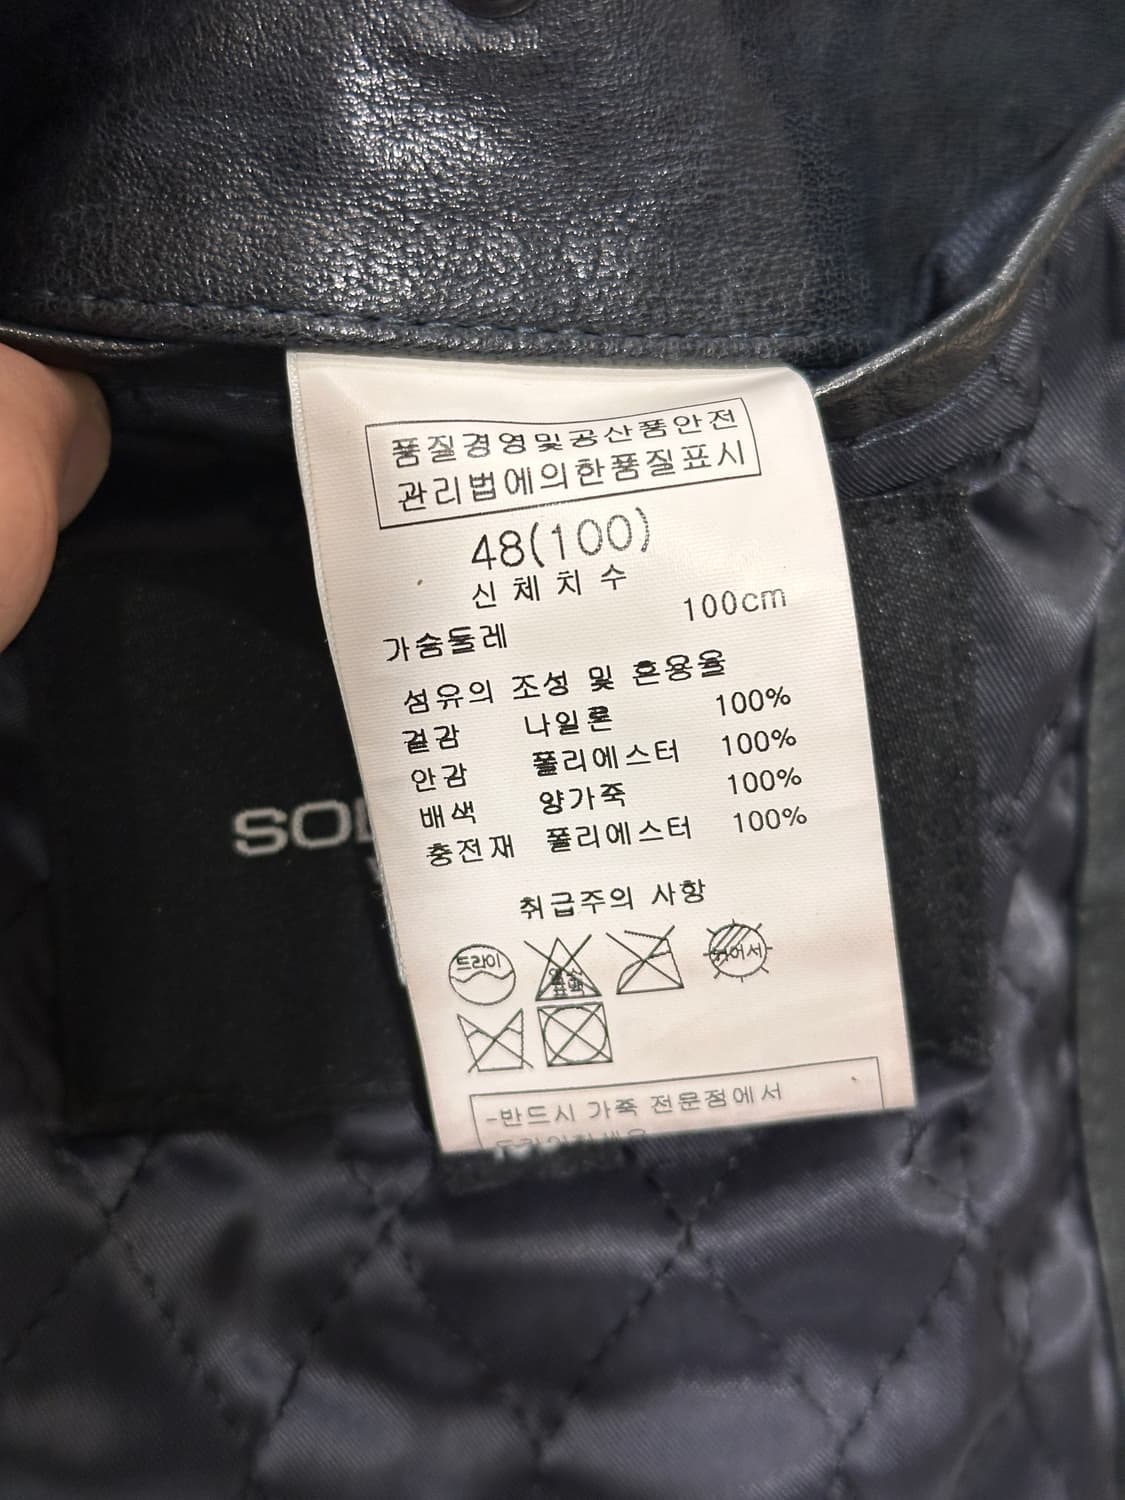 품질경영및공산품안전
관리법에의한품질표시
48(100)
신 체 치 수
가슴둘레 100cm
섬유의 조성 및 혼용율
겉감 나일론 100%
안감 폴리에스터 100%
배색 양가죽 100%
충전재 폴리에스터 100%
취급주의 사항
드라이
염소
표백
-반드시 가죽 전문점에서